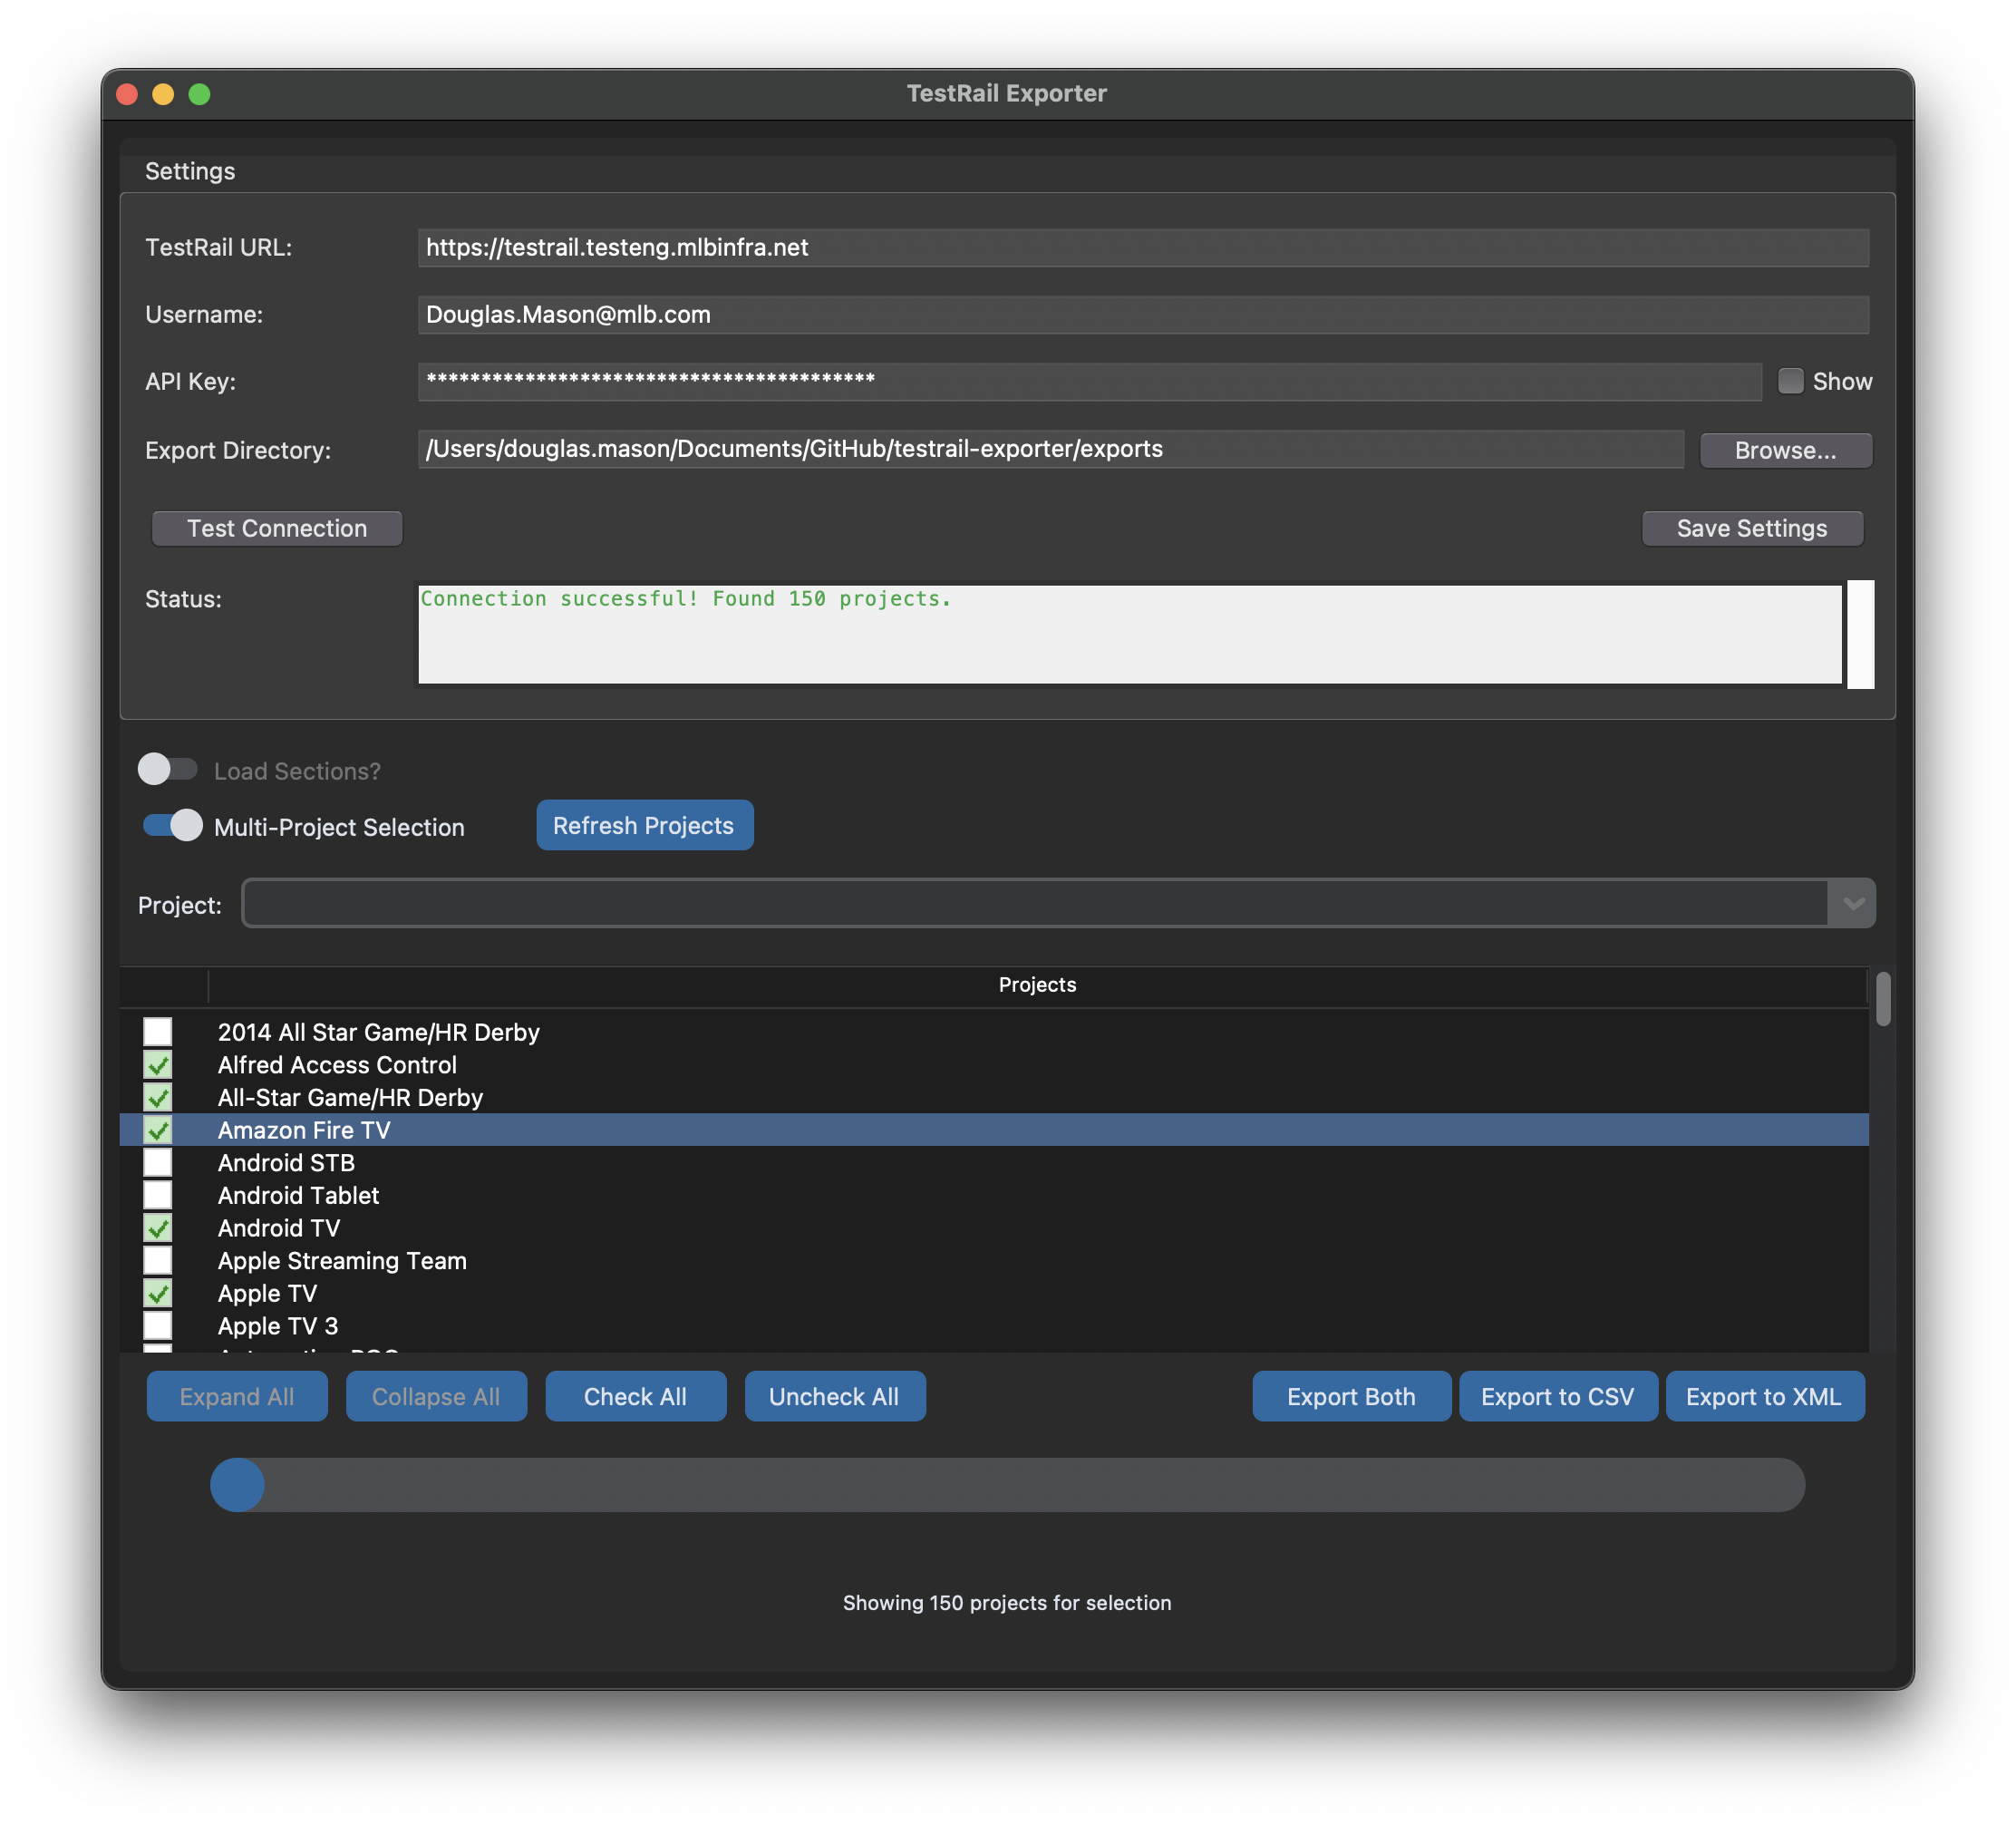 TestRail Exporter
Settings
TestRail URL: https://testrail.testeng.mlbinfra.net
Username: Douglas.Mason@mlb.com
API Key: ***************************************** Show
Export Directory: /Users/douglas.mason/Documents/GitHub/testrail-exporter/exports Browse...
Test Connection Save Settings
Status: Connection successful! Found 150 projects.
Load Sections?
Multi-Project Selection Refresh Projects
Project:
Projects
2014 All Star Game/HR Derby
Alfred Access Control
All-Star Game/HR Derby
Amazon Fire TV
Android STB
Android Tablet
Android TV
Apple Streaming Team
Apple TV
Apple TV 3
Expand All Collapse All Check All Uncheck All Export Both Export to CSV Export to XML
Showing 150 projects for selection